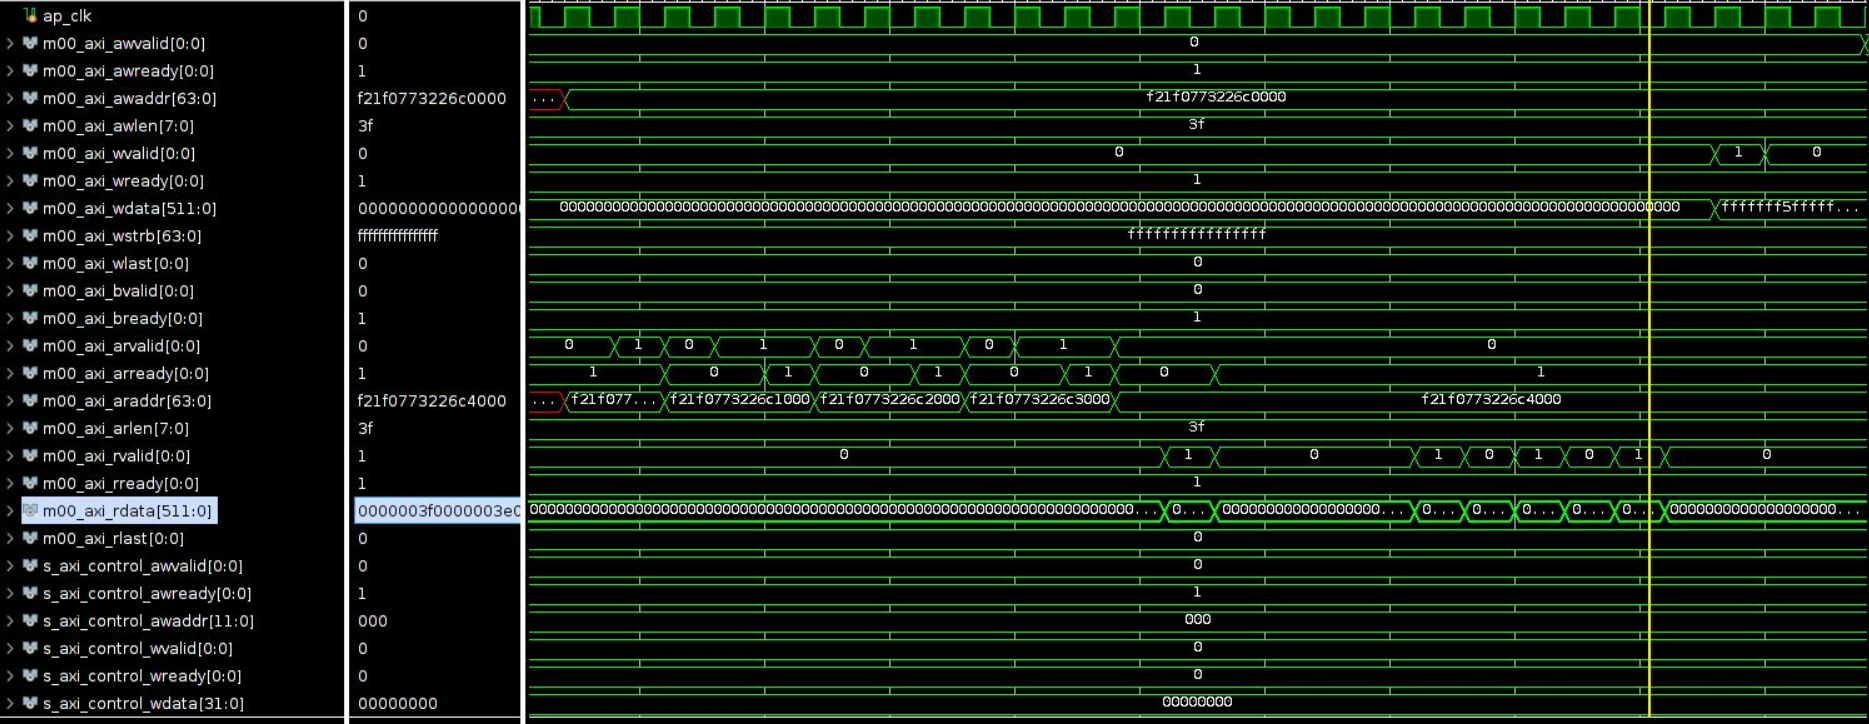 ap_clk 0
m00_axi_awvalid[0:0] 0 0
m00_axi_awready[0:0] 1 1
m00_axi_awaddr[63:0] f21f0773226c0000 ... f21f0773226c0000
m00_axi_awlen[7:0] 3f 3f
m00_axi_wvalid[0:0] 0 0 1 0
m00_axi_wready[0:0] 1 1
m00_axi_wdata[511:0] fffffff5fffff...
m00_axi_wstrb[63:0] ffffffffffffffff ffffffffffffffff
m00_axi_wlast[0:0] 0 0
m00_axi_bvalid[0:0] 0 0
m00_axi_bready[0:0] 1 1
m00_axi_arvalid[0:0] 0 0 1 0 1 0 1 0 1 0
m00_axi_arready[0:0] 1 1 0 1 0 1 0 1 0 1
m00_axi_araddr[63:0] f21f0773226c4000 ... f21f077... f21f0773226c1000 f21f0773226c2000 f21f0773226c3000 f21f0773226c4000
m00_axi_arlen[7:0] 3f 3f
m00_axi_rvalid[0:0] 1 0 1 0 1 0 1 0 1 0
m00_axi_rready[0:0] 1 1
m00_axi_rdata[511:0] 0000003f0000003e0 0... 0... 0... 0... 0... 0...
m00_axi_rlast[0:0] 0 0
s_axi_control_awvalid[0:0] 0 0
s_axi_control_awready[0:0] 1 1
s_axi_control_awaddr[11:0] 000 000
s_axi_control_wvalid[0:0] 0 0
s_axi_control_wready[0:0] 0 0
s_axi_control_wdata[31:0] 00000000 00000000